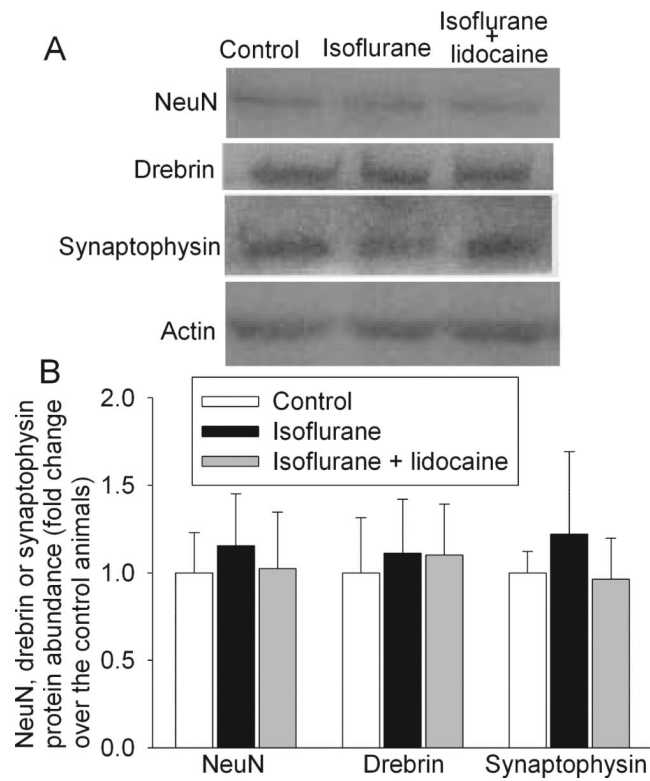 A
Control
Isoflurane
Isoflurane
+
lidocaine
NeuN
Drebrin
Synaptophysin
Actin
B
NeuN, drebrin or synaptophysin
protein abundance (fold change
over the control animals)
2.0
1.5
1.0
0.5
0.0
Control
Isoflurane
Isoflurane + lidocaine
NeuN
Drebrin
Synaptophysin